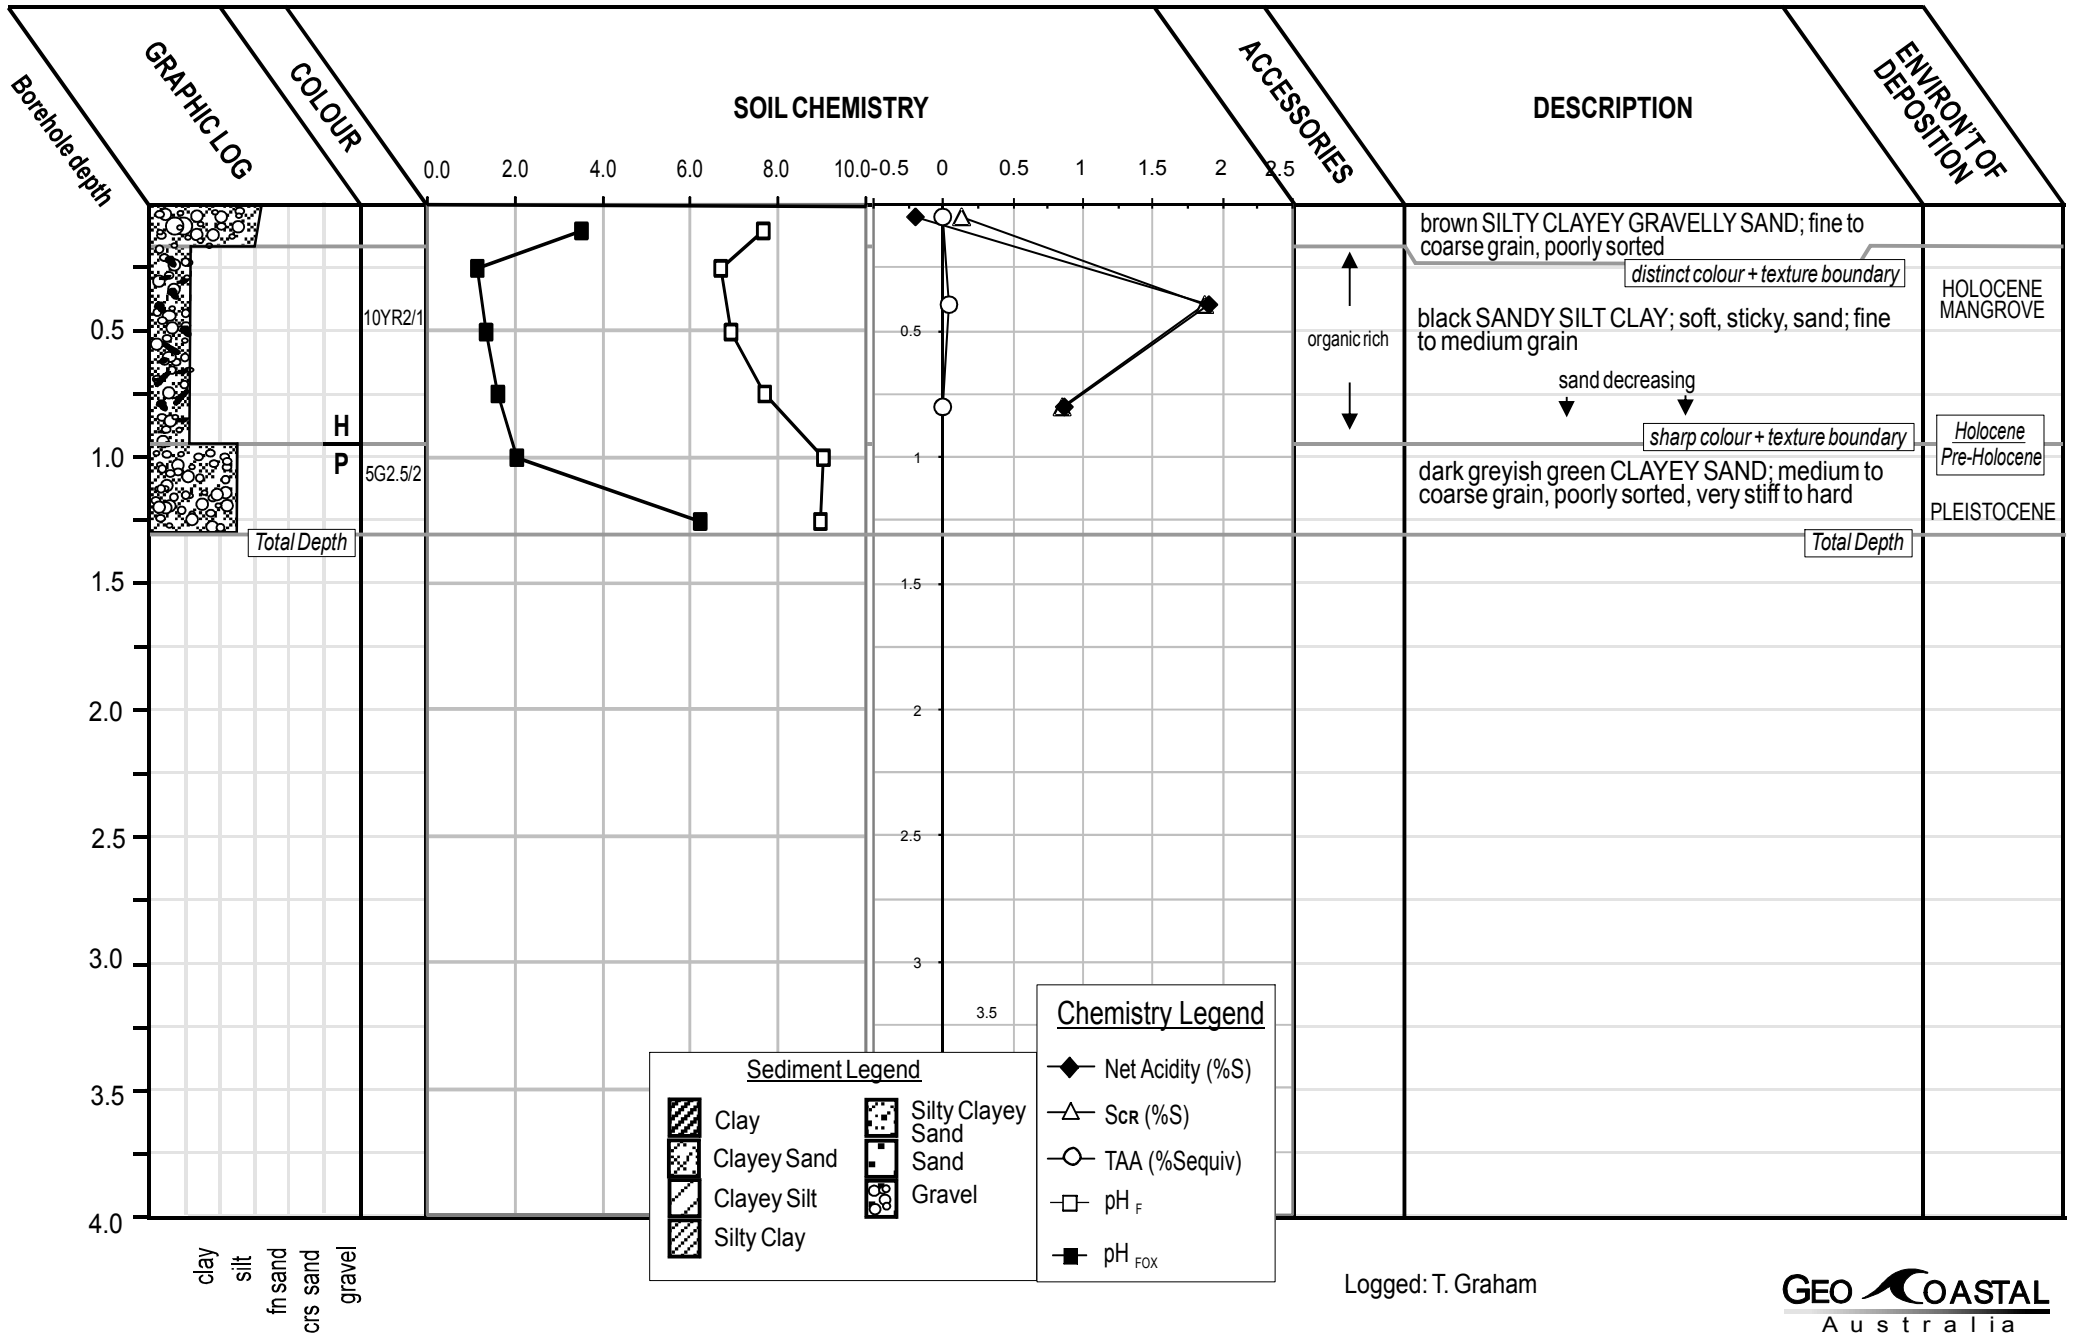 Borehole depth
GRAPHIC LOG
COLOUR
SOIL CHEMISTRY
ACCESSORIES
DESCRIPTION
ENVIRON'T OF
DEPOSITION
0.0 2.0 4.0 6.0 8.0 10.0 -0.5 0 0.5 1 1.5 2 2.5
brown SILTY CLAYEY GRAVELLY SAND; fine to
coarse grain, poorly sorted
distinct colour + texture boundary
HOLOCENE
MANGROVE
10YR2/1
0.5
0.5
organic rich
black SANDY SILT CLAY; soft, sticky, sand; fine
to medium grain
sand decreasing
H
P
sharp colour + texture boundary
Holocene
Pre-Holocene
1.0
1
5G2.5/2
dark greyish green CLAYEY SAND; medium to
coarse grain, poorly sorted, very stiff to hard
PLEISTOCENE
Total Depth
Total Depth
1.5
1.5
2.0
2
2.5
2.5
3.0
3
3.5
3.5
4.0
Sediment Legend
Clay
Clayey Sand
Clayey Silt
Silty Clay
Silty Clayey
Sand
Sand
Gravel
Chemistry Legend
Net Acidity (%S)
SCR (%S)
TAA (%Sequiv)
pH F
pH FOX
clay
silt
fn sand
crs sand
gravel
Logged: T. Graham
GEO COASTAL
Australia